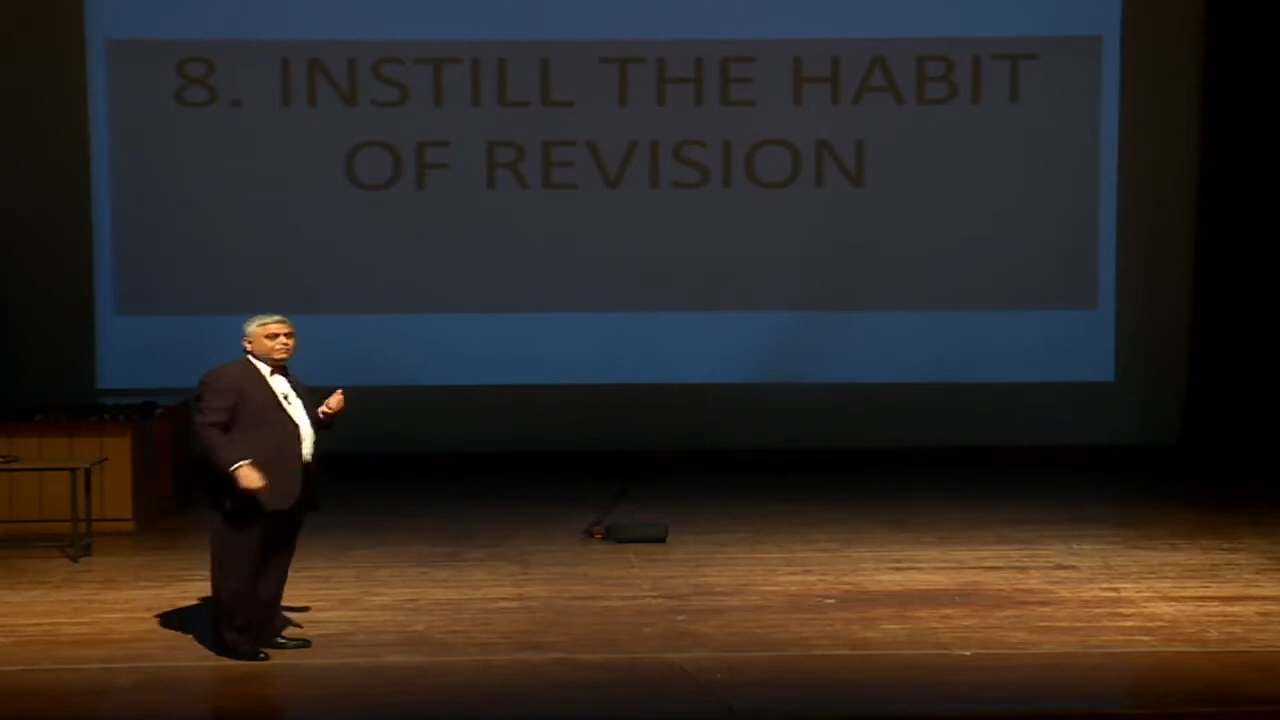 8. INSTILL THE HABIT
OF REVISION